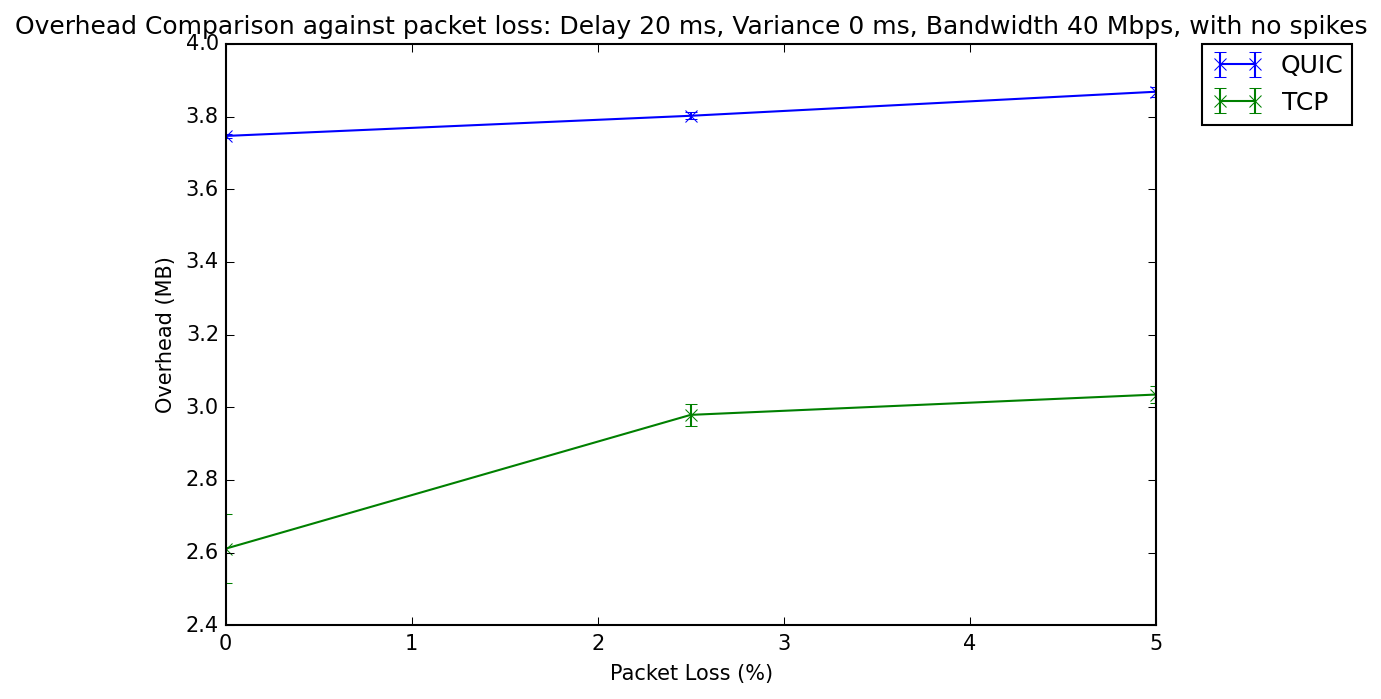 Overhead Comparison against packet loss: Delay 20 ms, Variance 0 ms, Bandwidth 40 Mbps, with no spikes
QUIC
TCP
4.0
3.8
3.6
3.4
3.2
3.0
2.8
2.6
2.4
Overhead (MB)
0 1 2 3 4 5
Packet Loss (%)